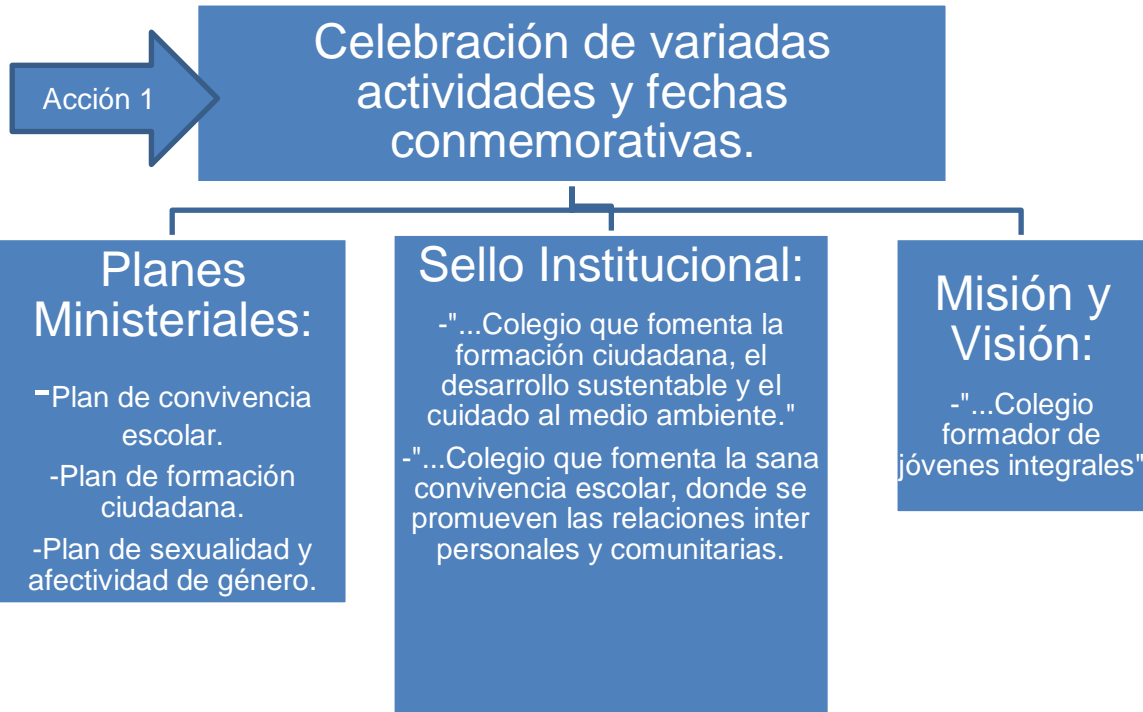 Acción 1
Celebración de variadas
actividades y fechas
conmemorativas.
Planes
Ministeriales:
-Plan de convivencia
escolar.
-Plan de formación
ciudadana.
-Plan de sexualidad y
afectividad de género.
Sello Institucional:
-"...Colegio que fomenta la
formación ciudadana, el
desarrollo sustentable y el
cuidado al medio ambiente."
-"...Colegio que fomenta la sana
convivencia escolar, donde se
promueven las relaciones inter
personales y comunitarias.
Misión y
Visión:
-"...Colegio
formador de
jóvenes integrales"